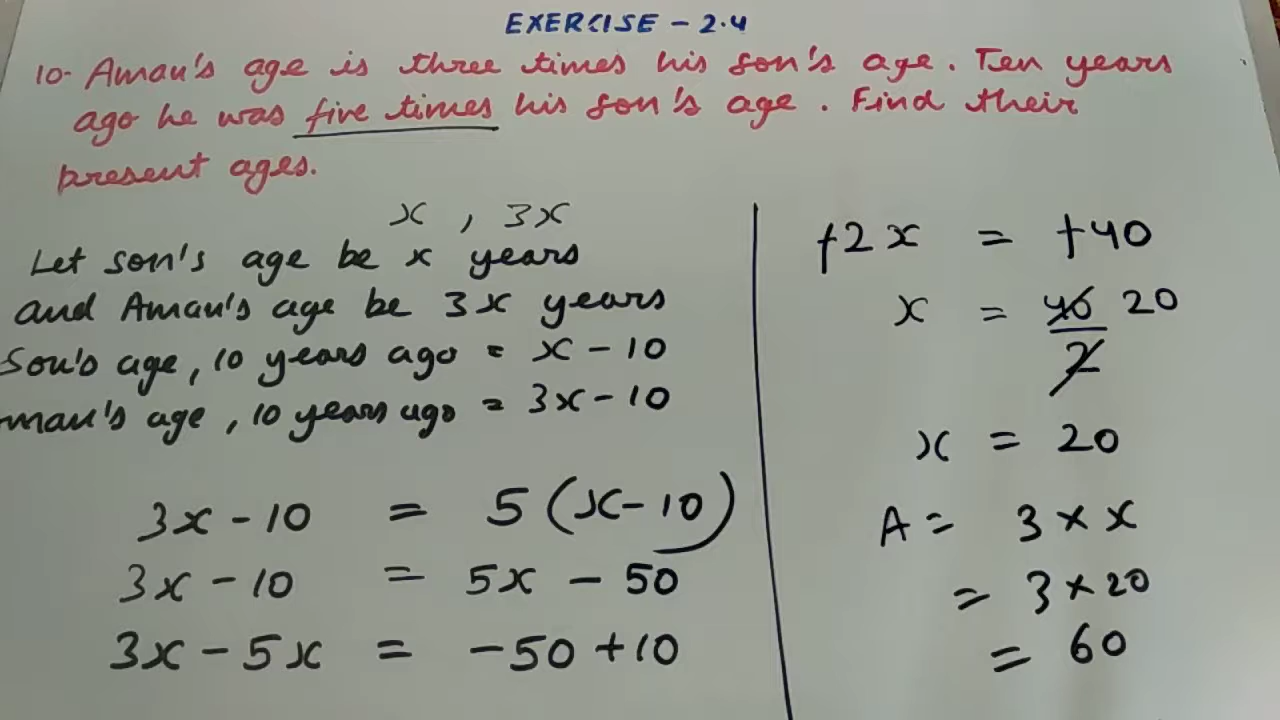 EXERCISE - 2.4
10. Aman's age is three times his son's age. Ten years
ago he was five times his son's age. Find their
present ages.
x , 3x
Let son's age be x years
and Aman's age be 3x years
Son's age, 10 years ago = x - 10
man's age, 10 years ago = 3x - 10
3x - 10 = 5 (x - 10)
3x - 10 = 5x - 50
3x - 5x = -50 + 10
+2x = +40
x = 40/2 20
x = 20
A = 3 × x
= 3 × 20
= 60